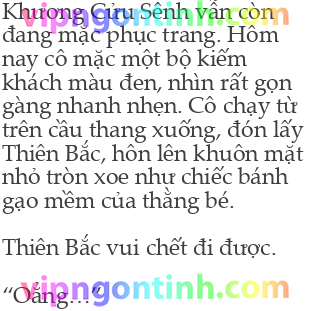 Khương Cửu Sênh vẫn còn
đang mặc phục trang. Hôm
nay cô mặc một bộ kiếm
khách màu đen, nhìn rất gọn
gàng nhanh nhẹn. Cô chạy từ
trên cầu thang xuống, đón lấy
Thiên Bắc, hôn lên khuôn mặt
nhỏ tròn xoe như chiếc bánh
gạo mềm của thằng bé.
Thiên Bắc vui chết đi được.
“Oẳng…”
vipngontinh.com
vipngontinh.com